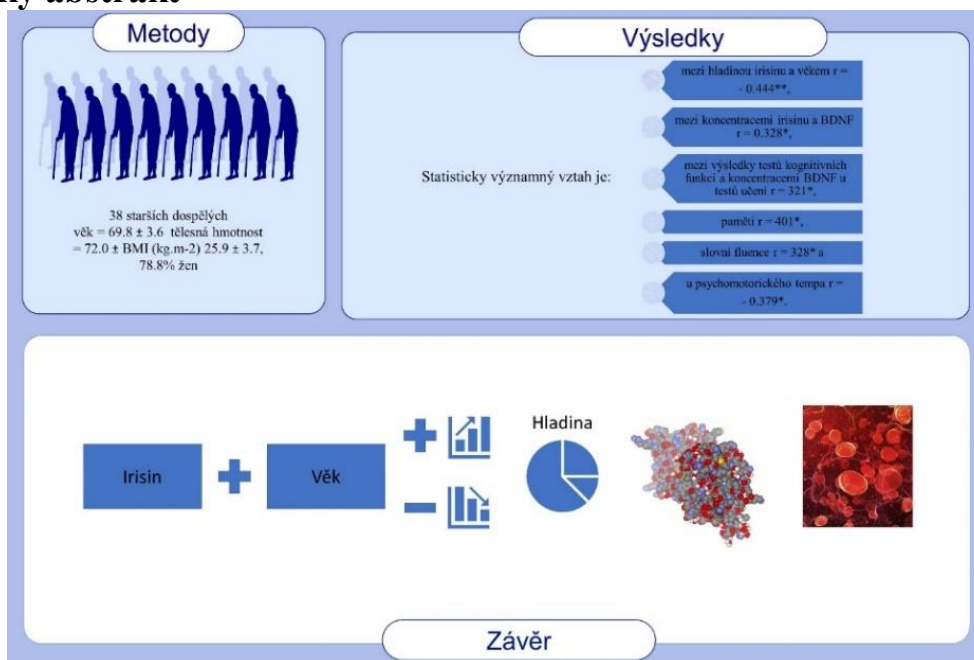 ký abstrakt
Metody
38 starších dospělých
věk = 69.8 ± 3.6 tělesná hmotnost
= 72.0 ± BMI (kg.m-2) 25.9 ± 3.7,
78.8% žen
Výsledky
Statisticky významný vztah je:
mezi hladinou irisinu a věkem r =
- 0.444**,
mezi koncentracemi irisinu a BDNF
r = 0.328*,
mezi výsledky testů kognitivních
funkcí a koncentracemi BDNF u
testů učení r = 321*,
paměti r = 401*,
slovní fluence r = 328* a
u psychomotorického tempa r =
- 0.379*.
Irisin
Věk
Hladina
Závěr